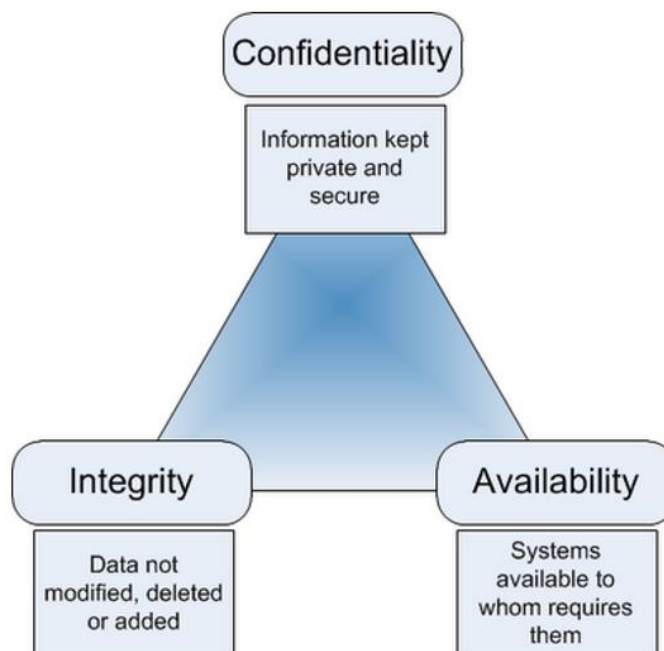 Confidentiality
Information kept
private and
secure
Integrity
Data not
modified, deleted
or added
Availability
Systems
available to
whom requires
them